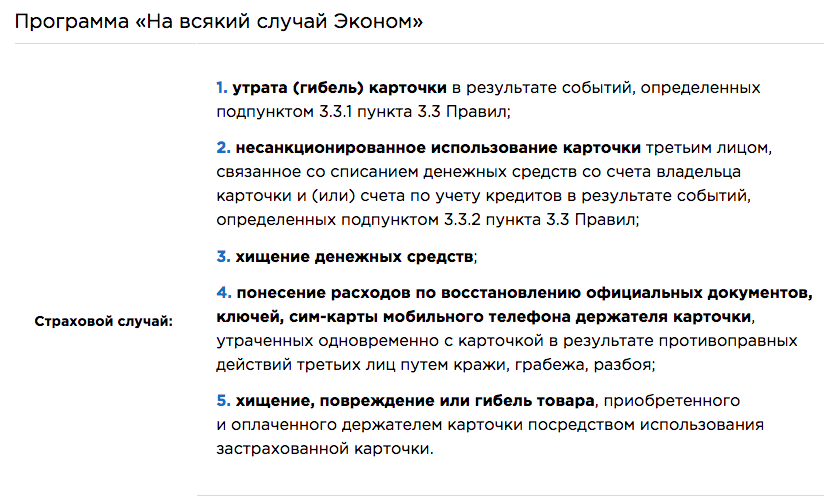 Программа «На всякий случай Эконом»
1. утрата (гибель) карточки в результате событий, определенных
подпунктом 3.3.1 пункта 3.3 Правил;
2. несанкционированное использование карточки третьим лицом,
связанное со списанием денежных средств со счета владельца
карточки и (или) счета по учету кредитов в результате событий,
определенных подпунктом 3.3.2 пункта 3.3 Правил;
3. хищение денежных средств;
4. понесение расходов по восстановлению официальных документов,
ключей, сим-карты мобильного телефона держателя карточки,
Страховой случай:
утраченных одновременно с карточкой в результате противоправных
действий третьих лиц путем кражи, грабежа, разбоя;
5. хищение, повреждение или гибель товара, приобретенного
и оплаченного держателем карточки посредством использования
застрахованной карточки.